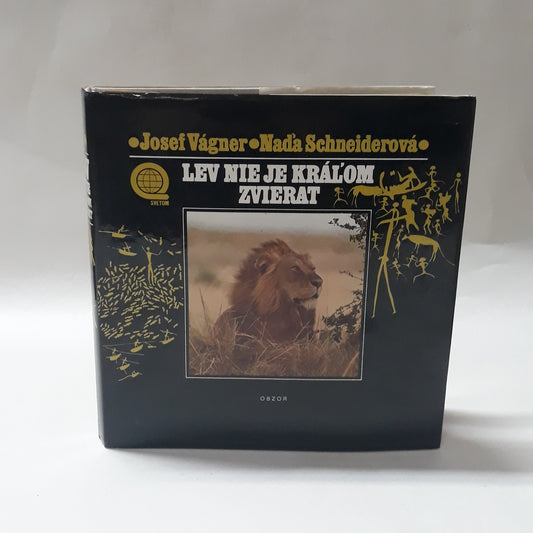 •Josef Vágner•Naďa Schneiderová•
LEV NIE JE KRÁĽOM
ZVIERAT
SVETOM
OBZOR